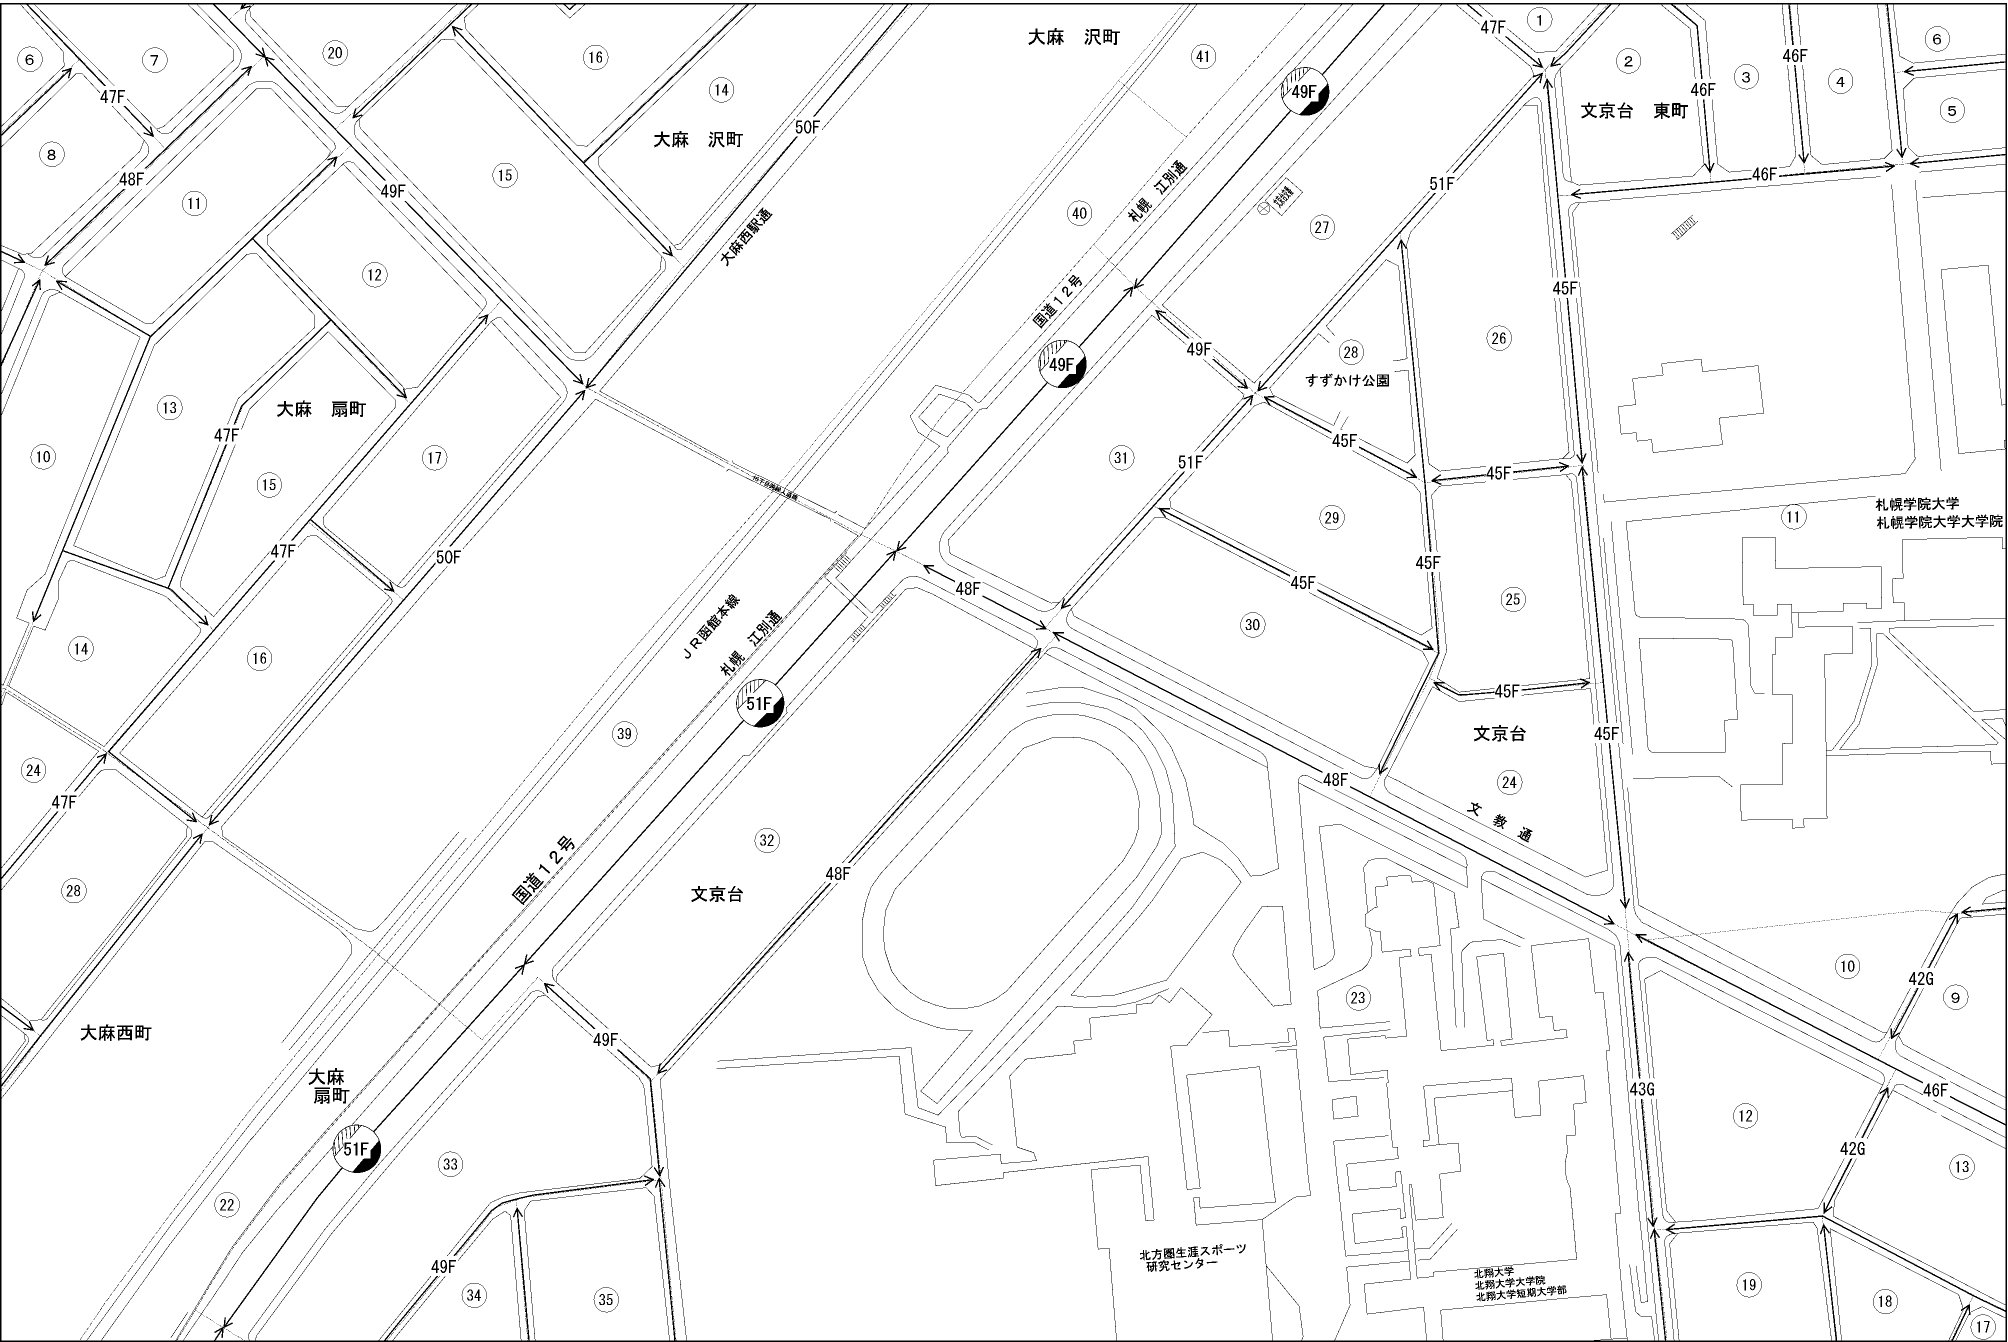 大麻　沢町
47F
①
41
46F
②
③
④
⑥
⑤
⑥
⑦
20
16
14
47F
49F
46F
文京台　東町
大麻　沢町
50F
⑧
48F
11
49F
15
46F
51F
40
札幌　江別通
27
大麻西駅通
12
国道１２号
45F
26
49F
28
すずかけ公園
49F
13
大麻　扇町
47F
10
15
17
31
51F
45F
45F
29
11
札幌学院大学
札幌学院大学大学院
47F
50F
48F
45F
45F
25
30
ＪＲ函館本線
札幌　江別通
14
16
45F
51F
39
文京台
45F
24
24
47F
48F
文教通
32
国道１２号
48F
文京台
28
10
42G
⑨
23
大麻西町
49F
大麻
扇町
43G
46F
12
51F
33
42G
13
22
北方圏生涯スポーツ
研究センター
49F
北翔大学
北翔大学大学院
北翔大学短期大学部
34
35
19
18
17